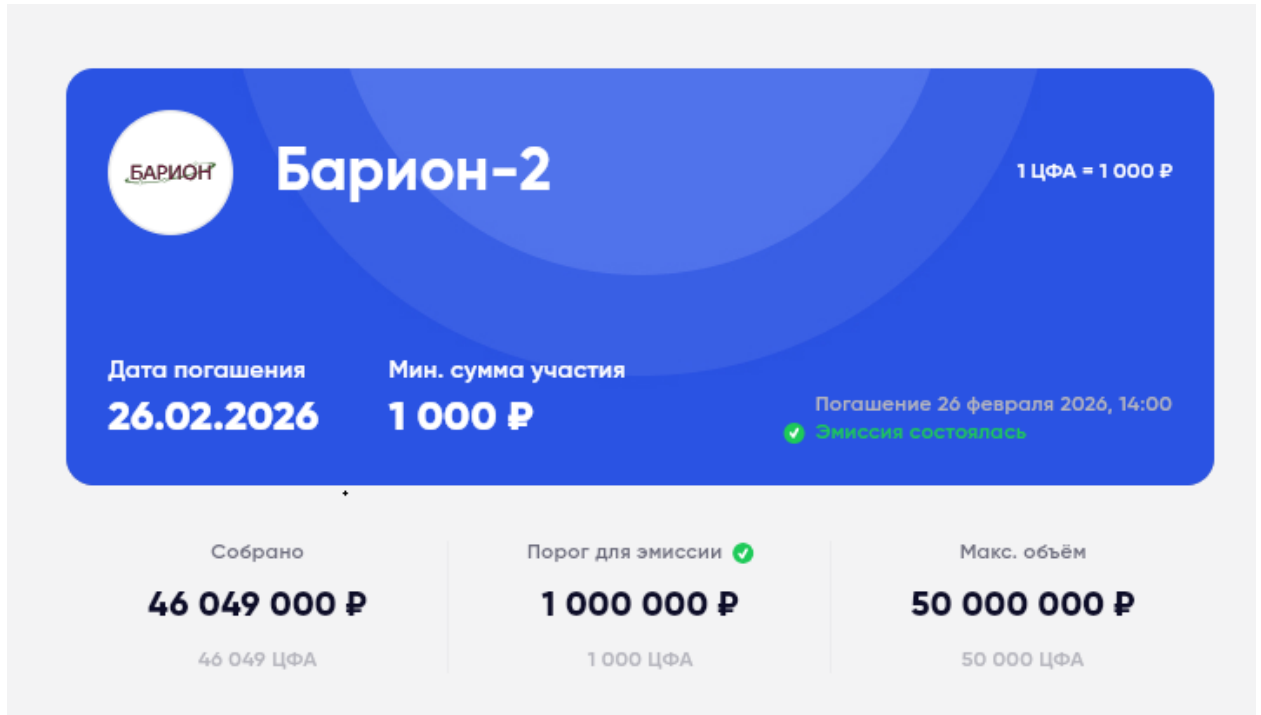 БАРИОН
Барион-2
1 ЦФА = 1 000 ₽
Дата погашения
26.02.2026
Мин. сумма участия
1 000 ₽
Погашение 26 февраля 2026, 14:00
Эмиссия состоялась
Собрано
46 049 000 ₽
46 049 ЦФА
Порог для эмиссии
1 000 000 ₽
1 000 ЦФА
Макс. объём
50 000 000 ₽
50 000 ЦФА